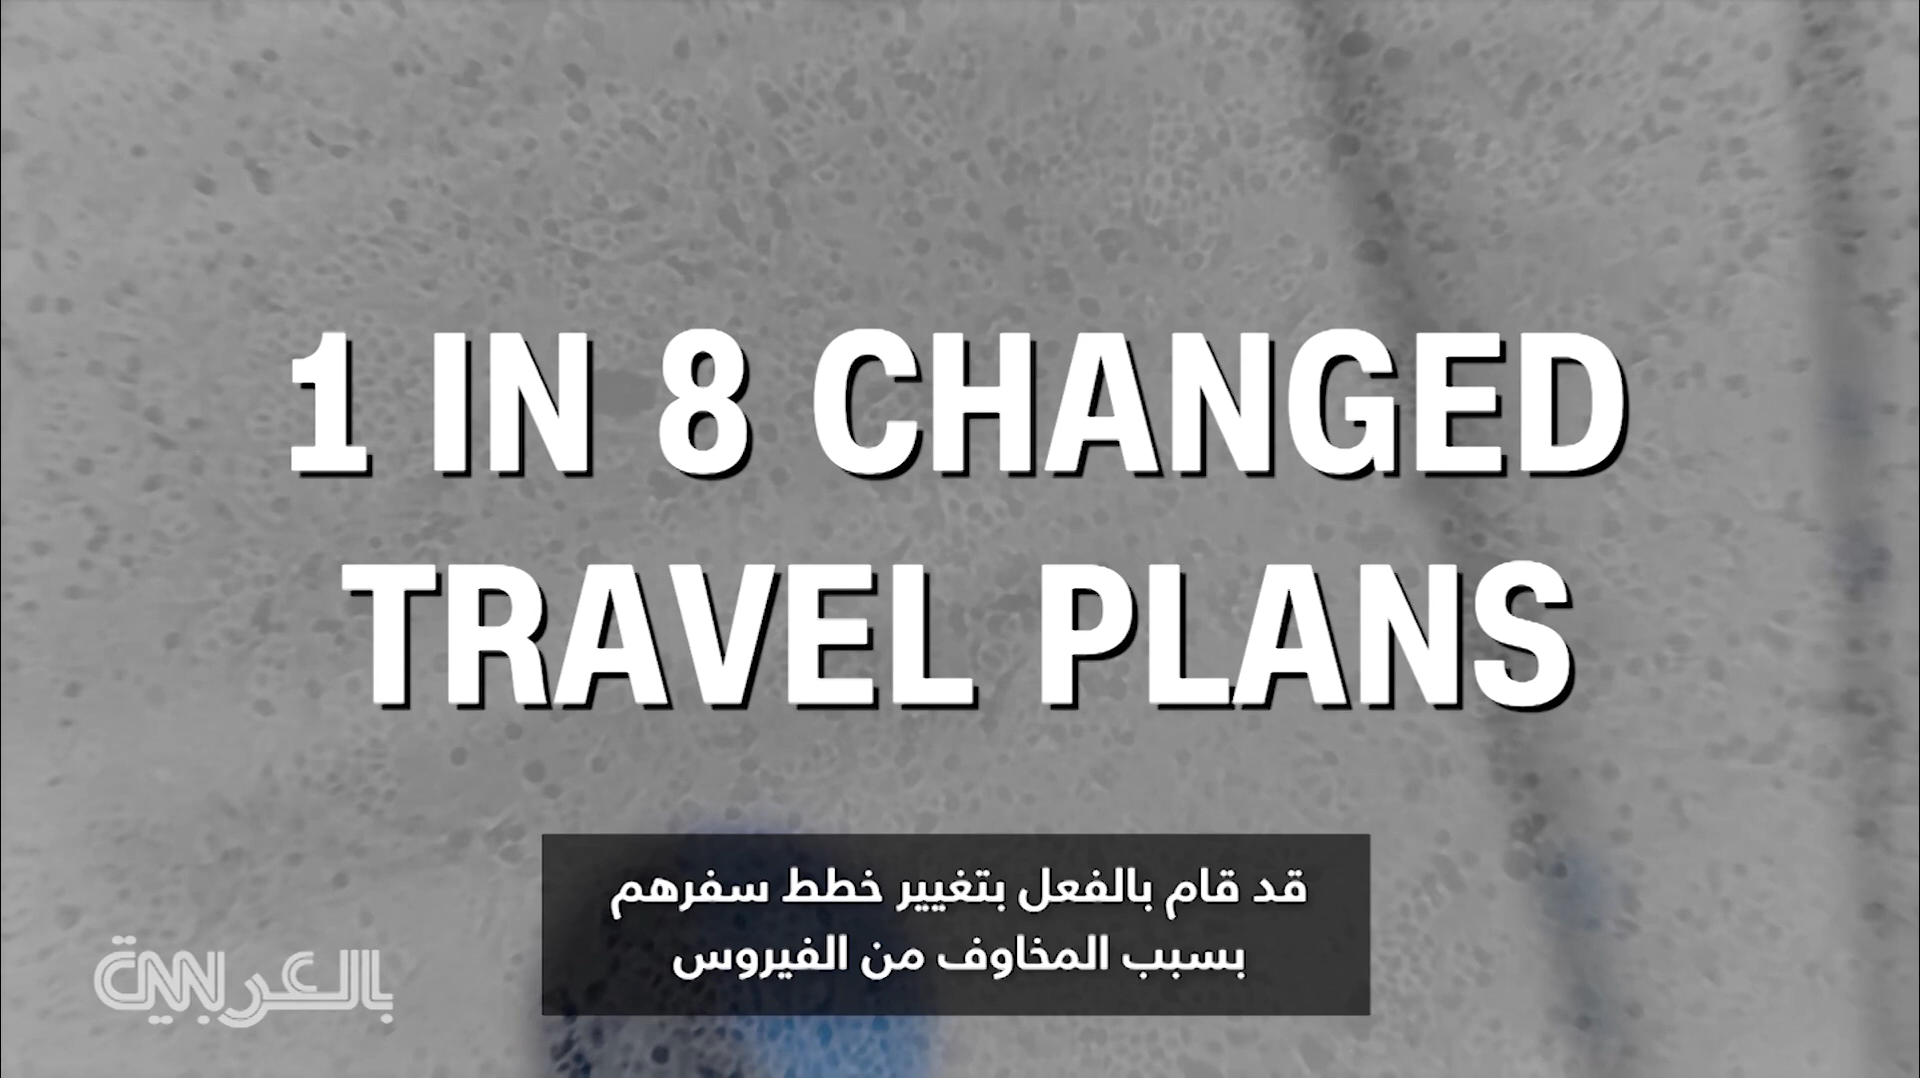 1 IN 8 CHANGED
TRAVEL PLANS
قد قام بالفعل بتغيير خطط سفرهم
بسبب المخاوف من الفيروس
CNN بالعربية